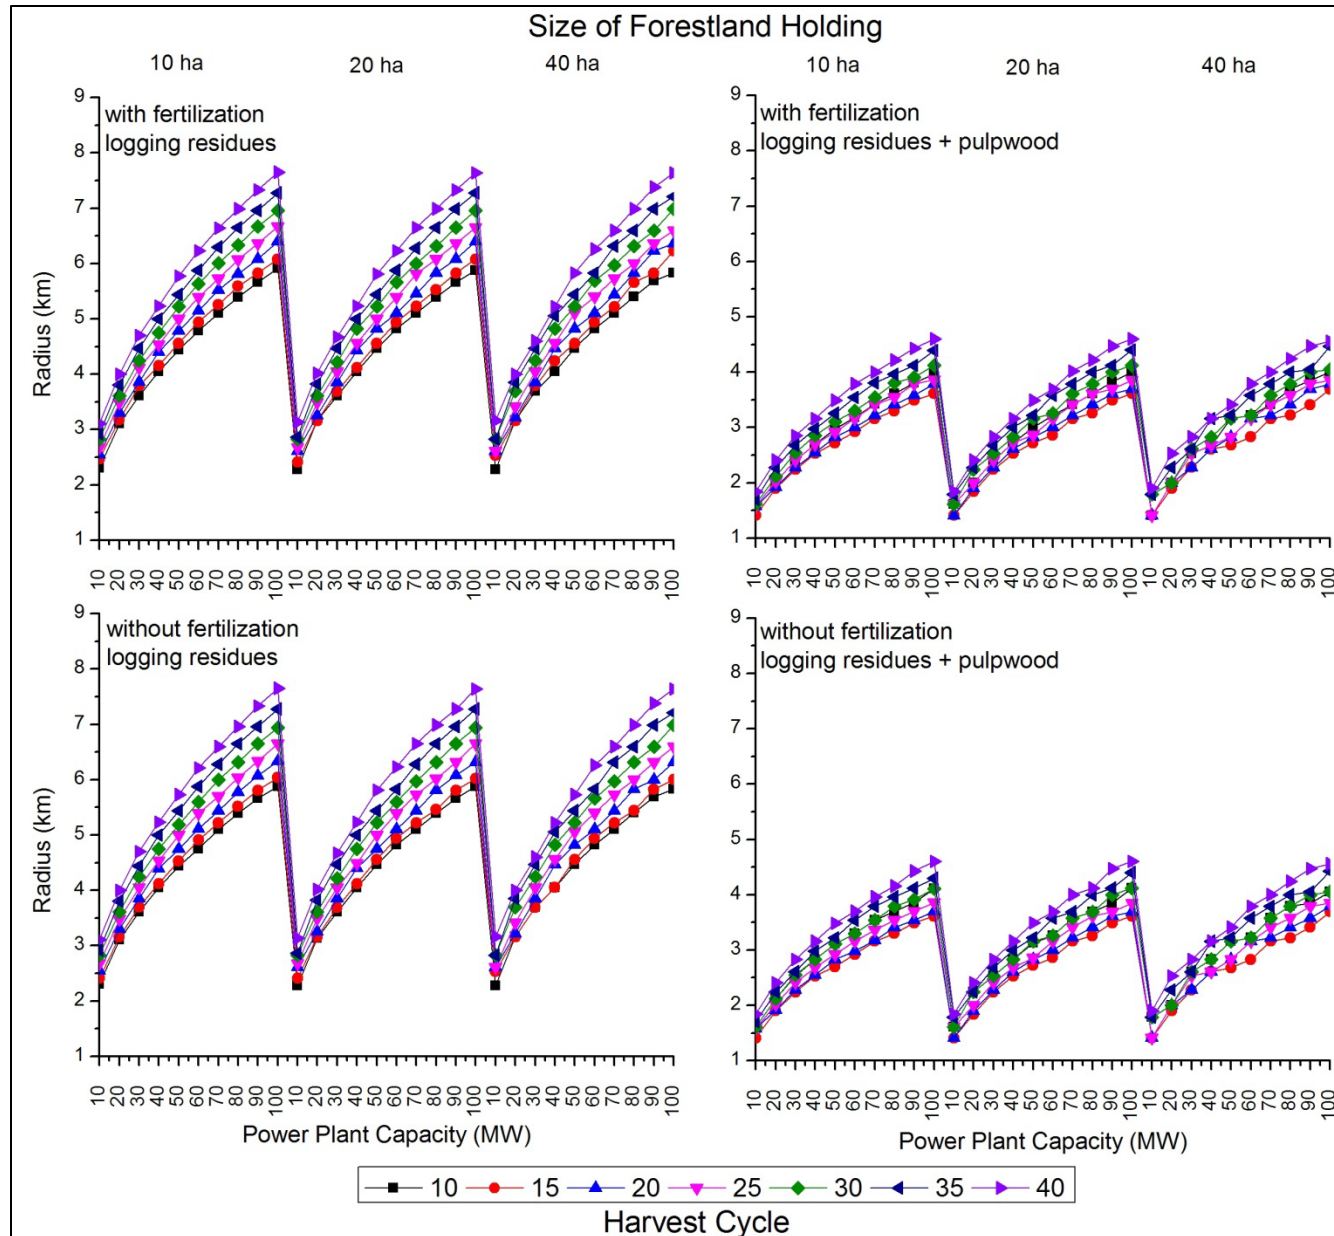 Size of Forestland Holding
10 ha 20 ha 40 ha 10 ha 20 ha 40 ha
with fertilization
logging residues
9
8
7
6
5
4
3
2
1
Radius (km)
10 20 30 40 50 60 70 80 90 100 10 20 30 40 50 60 70 80 90 100 10 20 30 40 50 60 70 80 90 100
with fertilization
logging residues + pulpwood
9
8
7
6
5
4
3
2
1
10 20 30 40 50 60 70 80 90 100 10 20 30 40 50 60 70 80 90 100 10 20 30 40 50 60 70 80 90 100
without fertilization
logging residues
9
8
7
6
5
4
3
2
1
Radius (km)
10 20 30 40 50 60 70 80 90 100 10 20 30 40 50 60 70 80 90 100 10 20 30 40 50 60 70 80 90 100
Power Plant Capacity (MW)
without fertilization
logging residues + pulpwood
9
8
7
6
5
4
3
2
1
10 20 30 40 50 60 70 80 90 100 10 20 30 40 50 60 70 80 90 100 10 20 30 40 50 60 70 80 90 100
Power Plant Capacity (MW)
10 15 20 25 30 35 40
Harvest Cycle